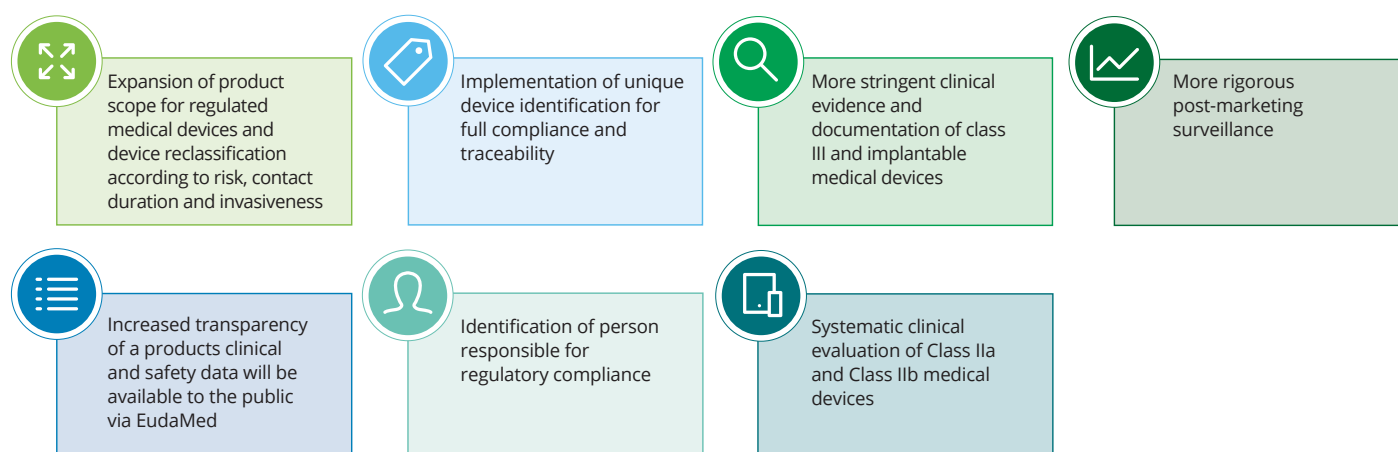 Expansion of product
scope for regulated
medical devices and
device reclassification
according to risk, contact
duration and invasiveness
Implementation of unique
device identification for
full compliance and
traceability
More stringent clinical
evidence and
documentation of class
III and implantable
medical devices
More rigorous
post-marketing
surveillance
Increased transparency
of a products clinical
and safety data will be
available to the public
via EudaMed
Identification of person
responsible for
regulatory compliance
Systematic clinical
evaluation of Class IIa
and Class IIb medical
devices